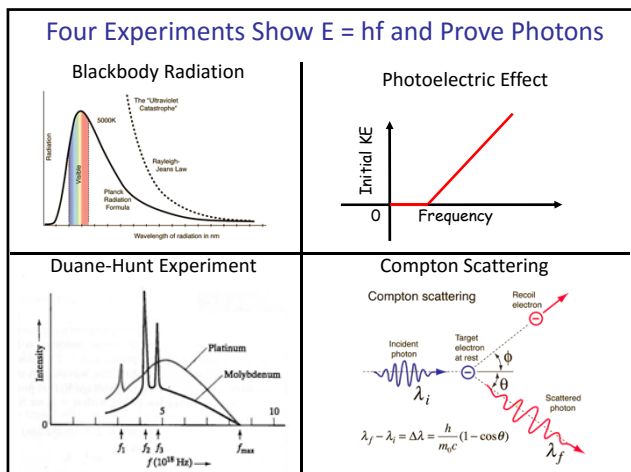 Four Experiments Show E = hf and Prove Photons
Blackbody Radiation
Radiation
Visible
5000K
The "Ultraviolet
Catastrophe"
Rayleigh-
Jeans Law
Planck
Radiation
Formula
Wavelength of radiation in nm
Photoelectric Effect
Initial KE
0
Frequency
Duane-Hunt Experiment
Intensity
Platinum
Molybdenum
0
5
10
f₁
f₂
f₃
fmax
f (10¹⁸ Hz)
Compton Scattering
Compton scattering
Recoil
electron
Target
electron
at rest
Incident
photon
λi
ϕ
θ
Scattered
photon
λf
λf − λi = Δλ = h/m₀c (1 − cosθ)